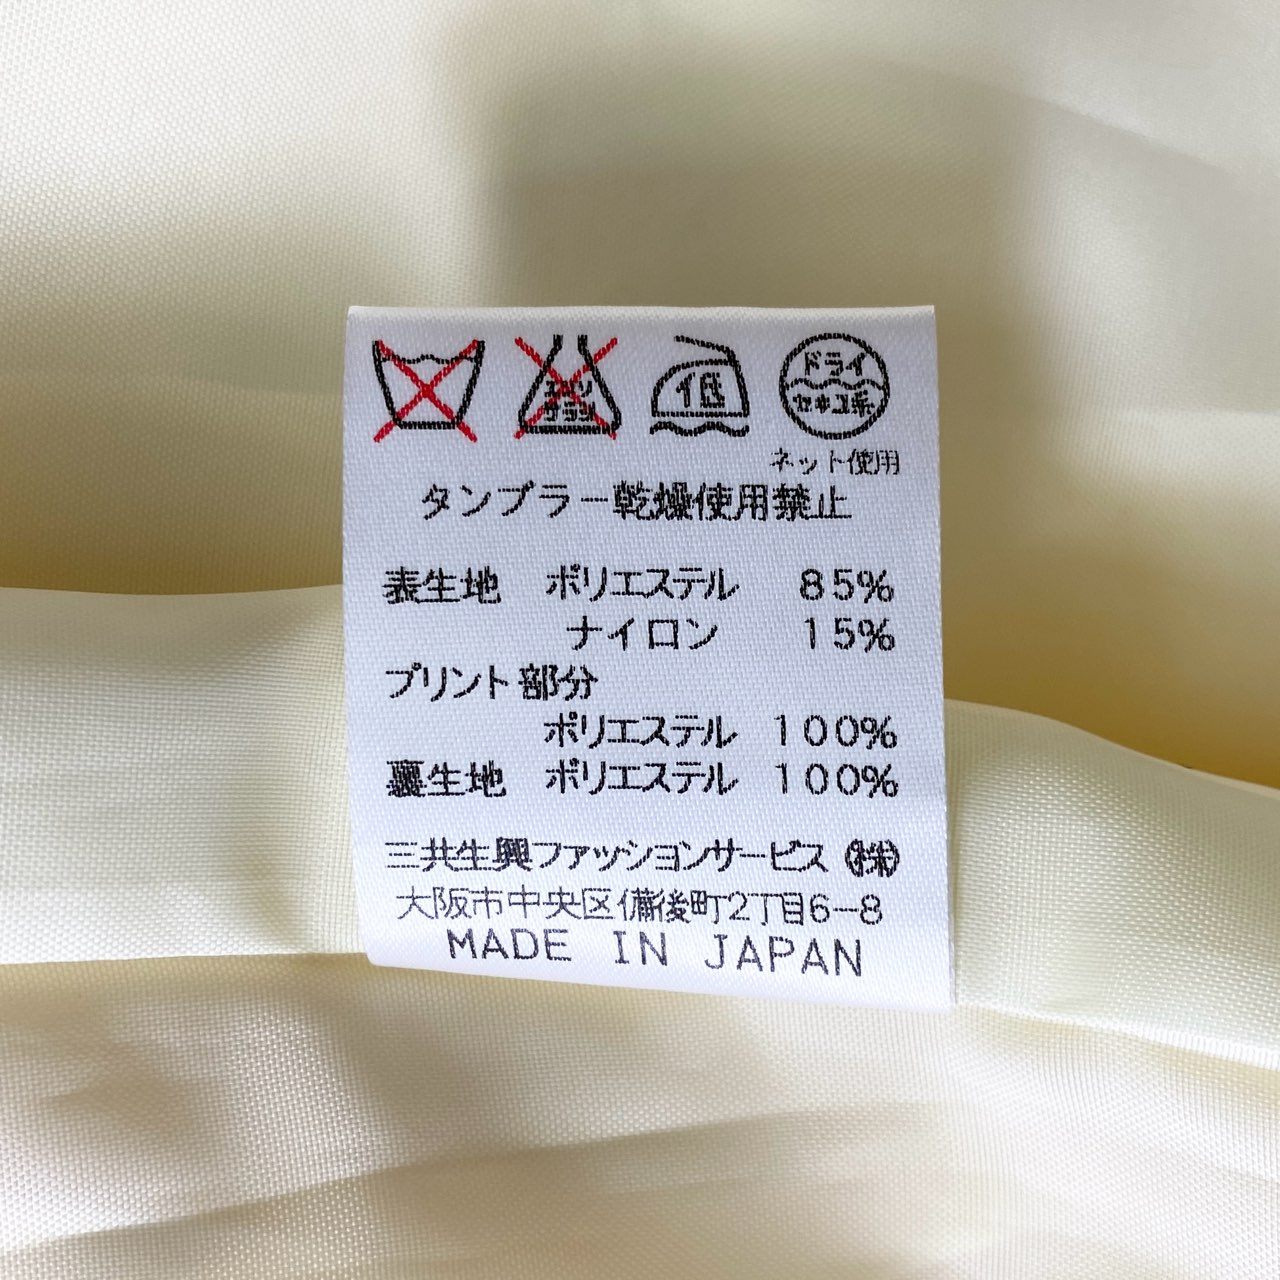 エンソ
サラシ
低
ドライ
セキユ系
ネット使用
タンブラー乾燥使用禁止
表生地 ポリエステル 85%
ナイロン 15%
プリント部分
ポリエステル 100%
裏生地 ポリエステル 100%
三共生興ファッションサービス(株)
大阪市中央区備後町2丁目6-8
MADE IN JAPAN